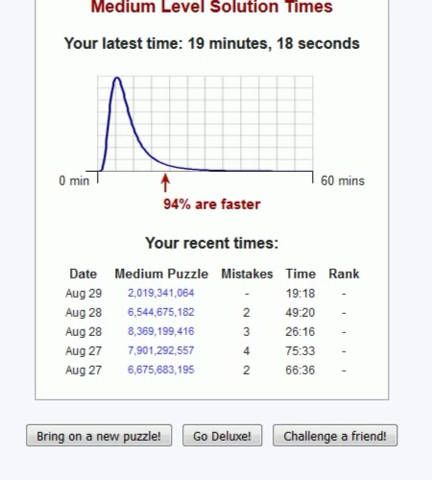 Medium Level Solution Times
Your latest time: 19 minutes, 18 seconds
0 min
60 mins
94% are faster
Your recent times:
Date Medium Puzzle Mistakes Time Rank
Aug 29 2,019,341,064 - 19:18 -
Aug 28 6,544,675,182 2 49:20 -
Aug 28 8,369,199,416 3 26:16 -
Aug 27 7,901,292,557 4 75:33 -
Aug 27 6,675,683,195 2 66:36 -
Bring on a new puzzle! Go Deluxe! Challenge a friend!